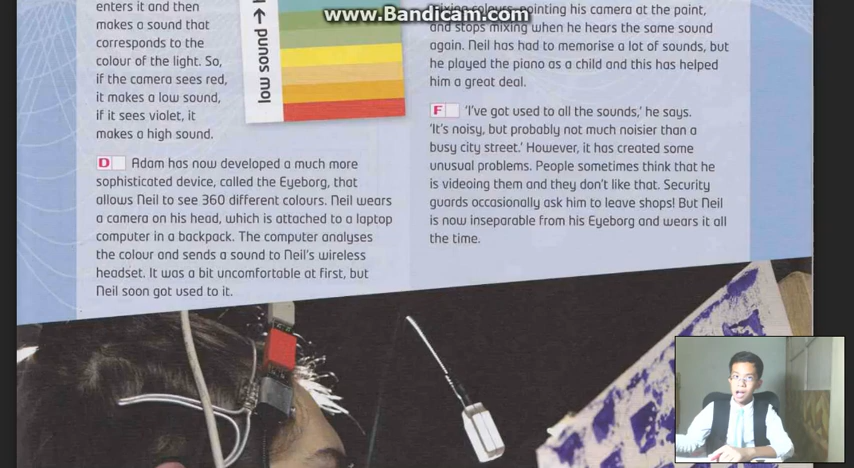 www.Bandicam.com
enters it and then
makes a sound that
corresponds to the
colour of the light. So,
if the camera sees red,
it makes a low sound,
if it sees violet, it
makes a high sound.
low sound
D Adam has now developed a much more
sophisticated device, called the Eyeborg, that
allows Neil to see 360 different colours. Neil wears
a camera on his head, which is attached to a laptop
computer in a backpack. The computer analyses
the colour and sends a sound to Neil's wireless
headset. It was a bit uncomfortable at first, but
Neil soon got used to it.
mixing colours, pointing his camera at the paint,
and stops mixing when he hears the same sound
again. Neil has had to memorise a lot of sounds, but
he played the piano as a child and this has helped
him a great deal.
F 'I've got used to all the sounds,' he says.
'It's noisy, but probably not much noisier than a
busy city street.' However, it has created some
unusual problems. People sometimes think that he
is videoing them and they don't like that. Security
guards occasionally ask him to leave shops! But Neil
is now inseparable from his Eyeborg and wears it all
the time.